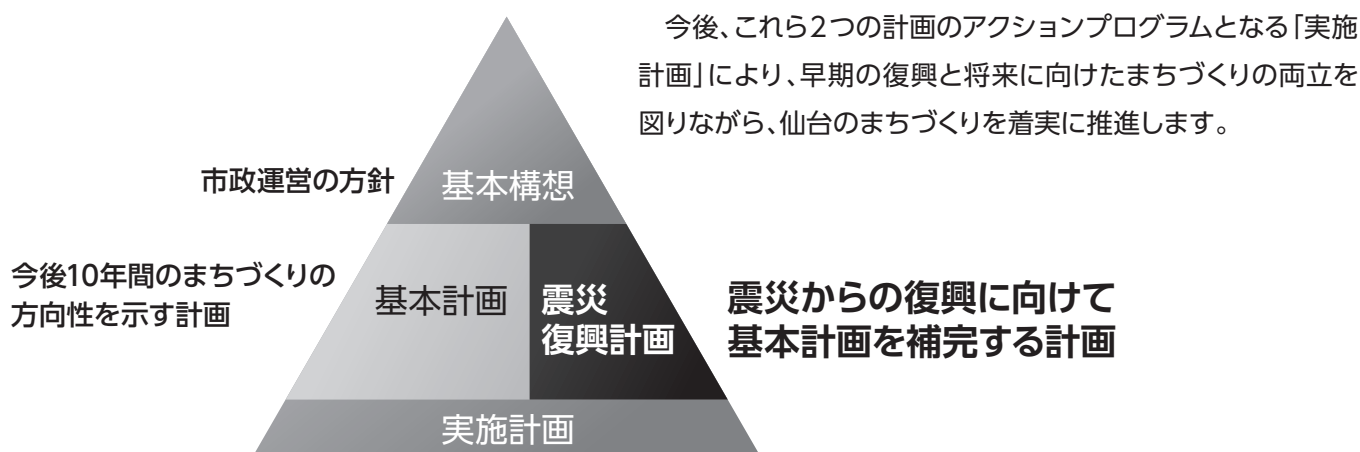 今後、これら2つの計画のアクションプログラムとなる「実施
計画」により、早期の復興と将来に向けたまちづくりの両立を
図りながら、仙台のまちづくりを着実に推進します。
市政運営の方針
基本構想
今後10年間のまちづくりの
方向性を示す計画
基本計画
震災
復興計画
震災からの復興に向けて
基本計画を補完する計画
実施計画